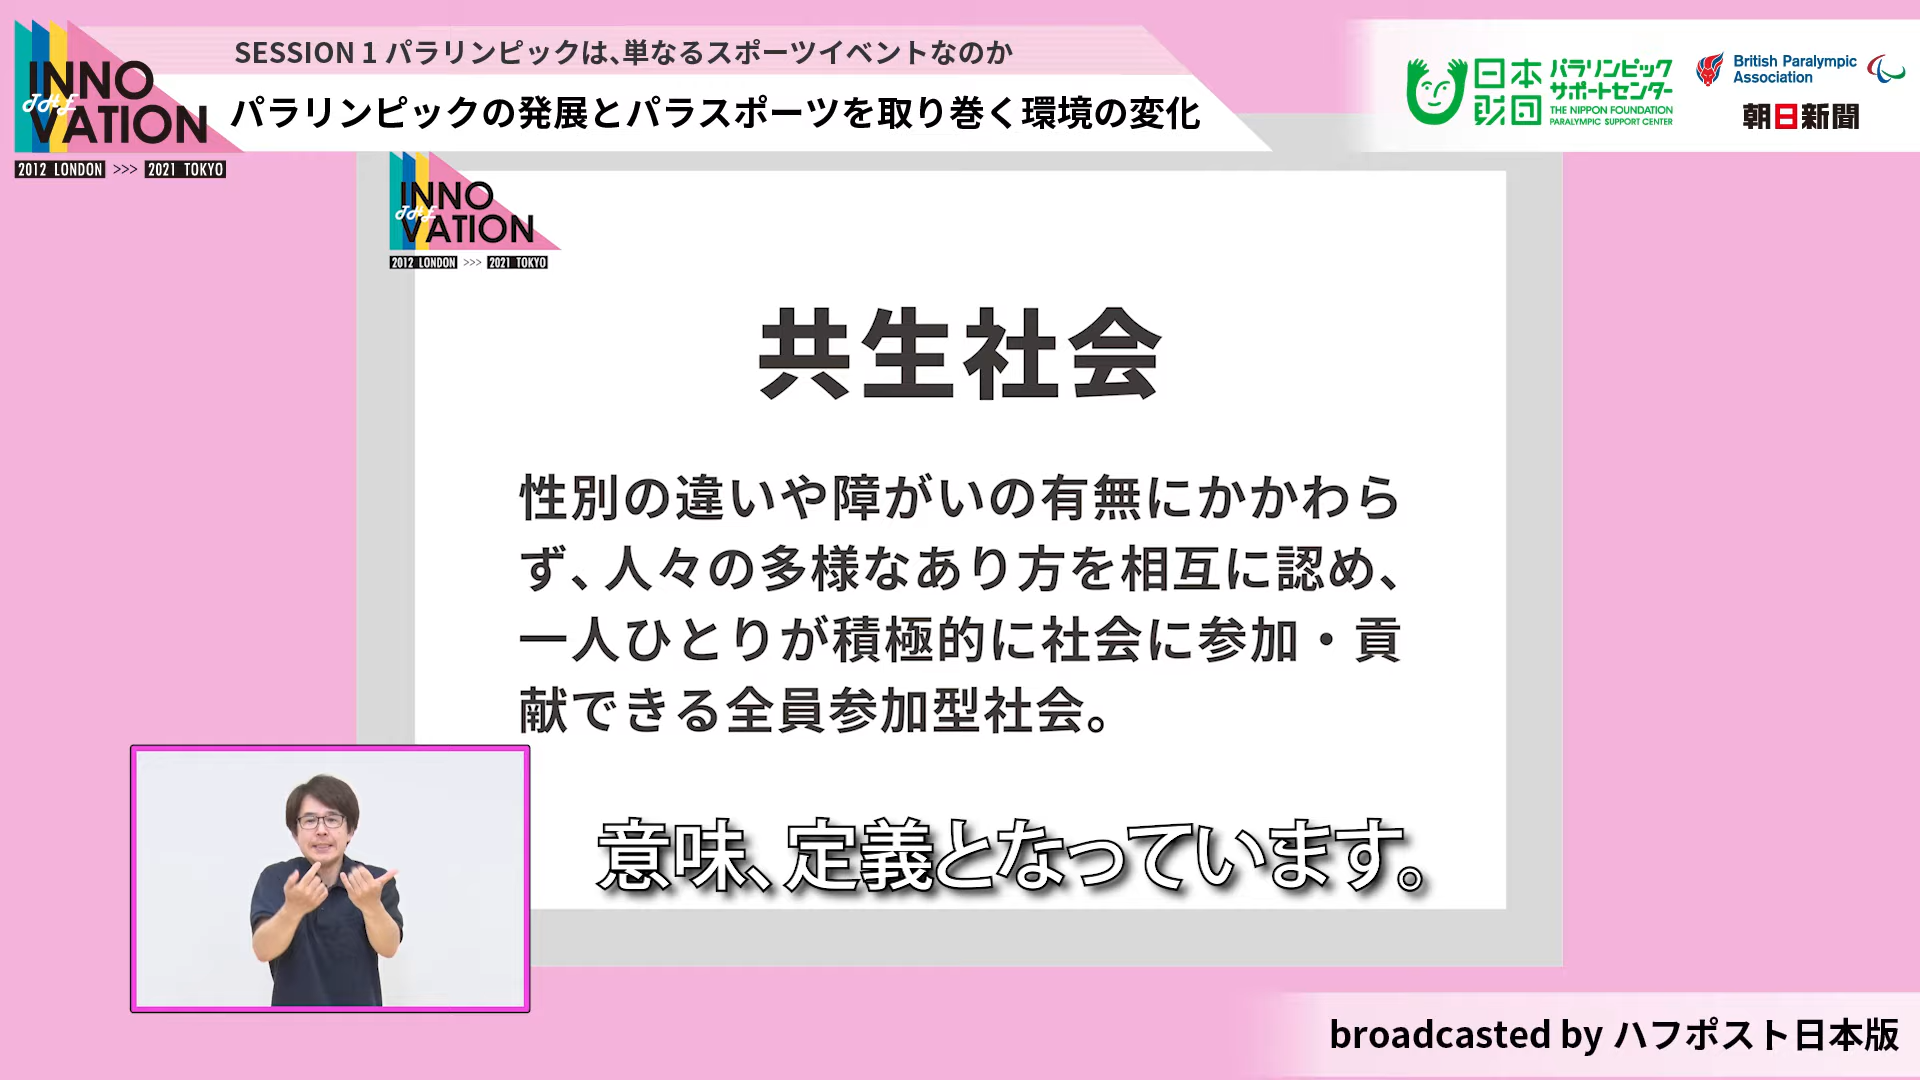 SESSION 1 パラリンピックは、単なるスポーツイベントなのか
パラリンピックの発展とパラスポーツを取り巻く環境の変化
INNO
THE
VATION
2012 LONDON >>> 2021 TOKYO
日本財団 パラリンピックサポートセンター
THE NIPPON FOUNDATION
PARALYMPIC SUPPORT CENTER
British Paralympic
Association
朝日新聞
INNO
THE
VATION
2012 LONDON >>> 2021 TOKYO
共生社会
性別の違いや障がいの有無にかかわら
ず、人々の多様なあり方を相互に認め、
一人ひとりが積極的に社会に参加・貢
献できる全員参加型社会。
意味、定義となっています。
broadcasted by ハフポスト日本版